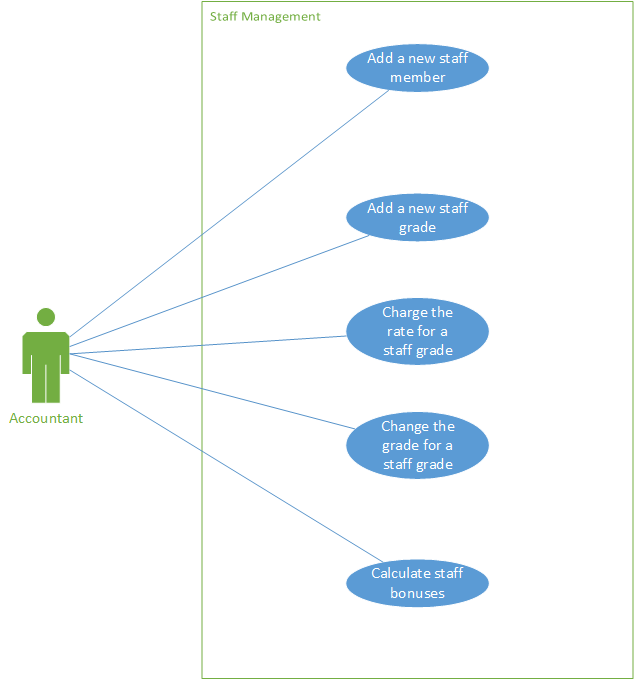 Staff Management
Add a new staff
member
Add a new staff
grade
Charge the
rate for a
staff grade
Accountant
Change the
grade for a
staff grade
Calculate staff
bonuses